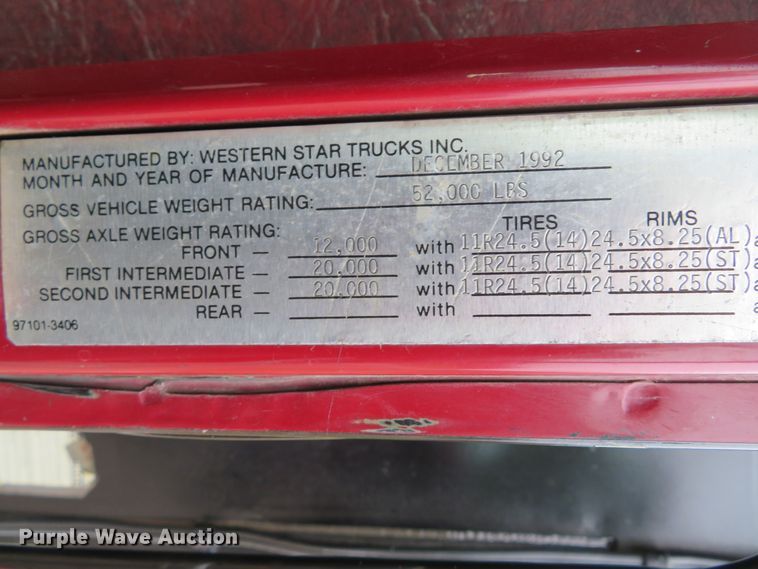 MANUFACTURED BY: WESTERN STAR TRUCKS INC.
MONTH AND YEAR OF MANUFACTURE: DECEMBER 1992
GROSS VEHICLE WEIGHT RATING: 52,000 LBS
GROSS AXLE WEIGHT RATING: TIRES RIMS
FRONT — 12,000 with 11R24.5(14)24.5x8.25(AL)a
FIRST INTERMEDIATE — 20,000 with 11R24.5(14)24.5x8.25(ST)a
SECOND INTERMEDIATE — 20,000 with 11R24.5(14)24.5x8.25(ST)a
REAR — with a
97101-3406
Purple Wave Auction
Purple Wave Auction